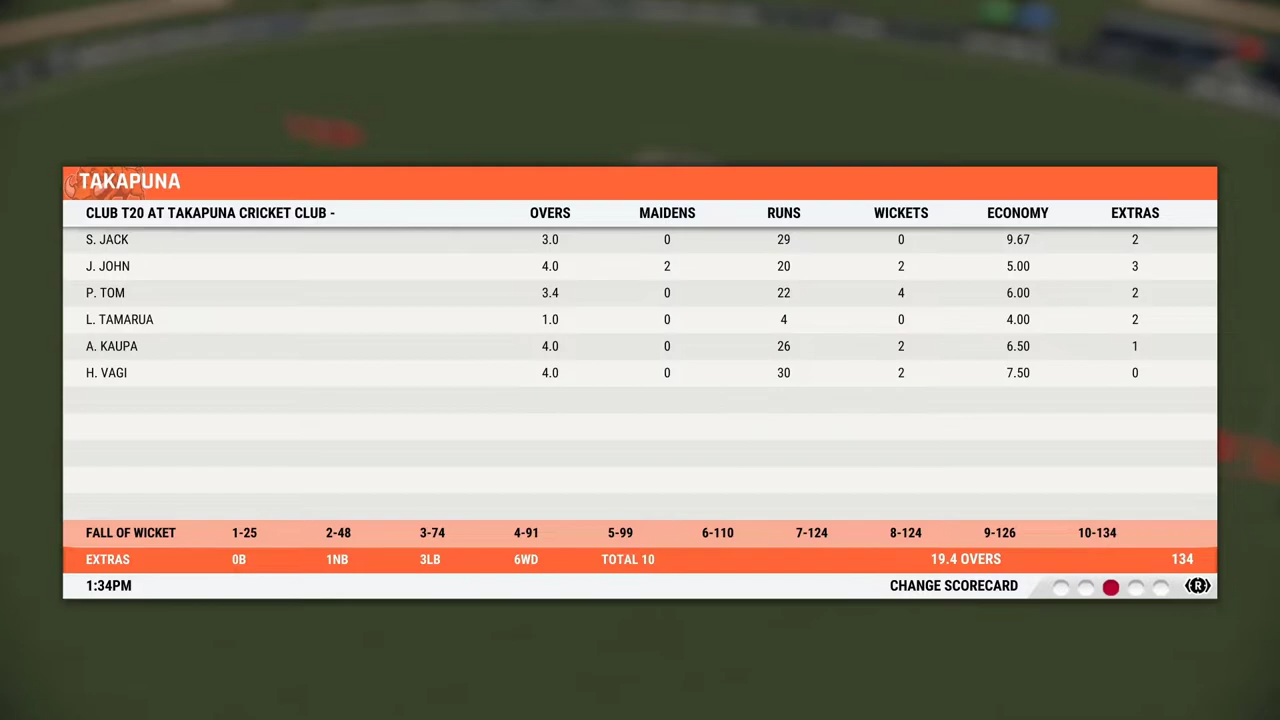 TAKAPUNA
CLUB T20 AT TAKAPUNA CRICKET CLUB - OVERS MAIDENS RUNS WICKETS ECONOMY EXTRAS
S. JACK 3.0 0 29 0 9.67 2
J. JOHN 4.0 2 20 2 5.00 3
P. TOM 3.4 0 22 4 6.00 2
L. TAMARUA 1.0 0 4 0 4.00 2
A. KAUPA 4.0 0 26 2 6.50 1
H. VAGI 4.0 0 30 2 7.50 0
FALL OF WICKET 1-25 2-48 3-74 4-91 5-99 6-110 7-124 8-124 9-126 10-134
EXTRAS 0B 1NB 3LB 6WD TOTAL 10 19.4 OVERS 134
1:34PM CHANGE SCORECARD R